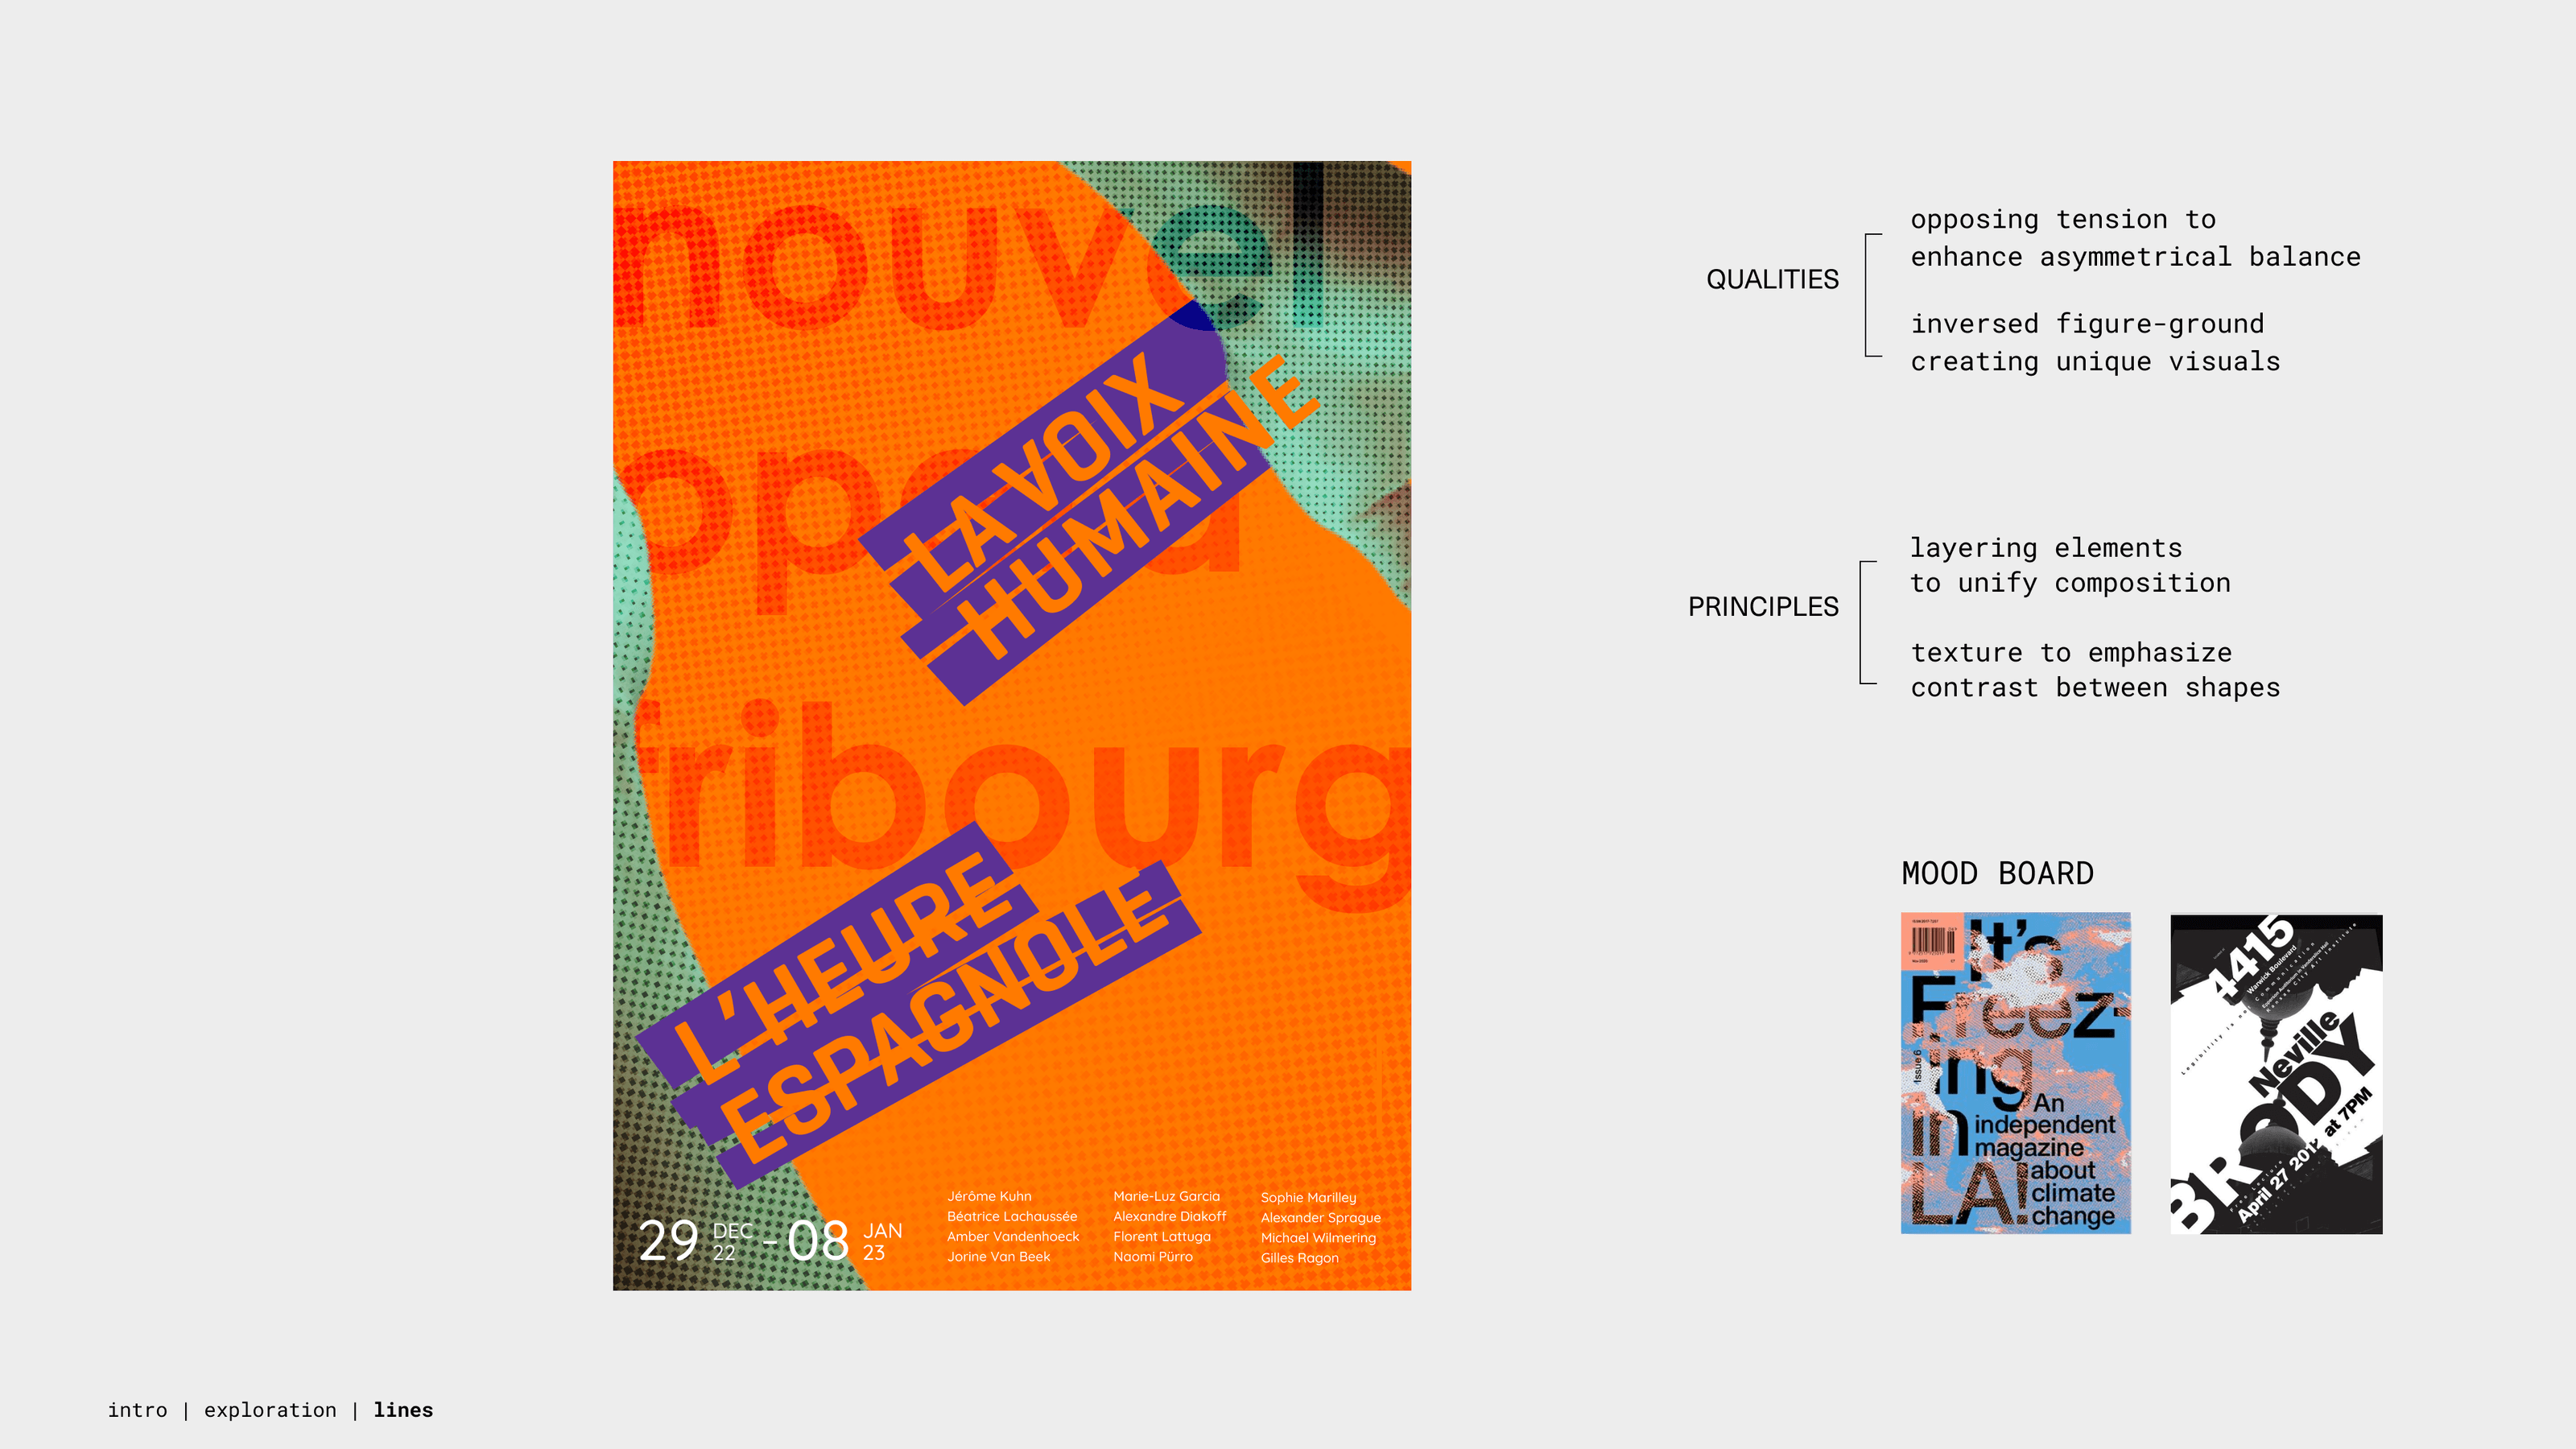 nouvel
opera
fribourg
LA VOIX
HUMAINE
L'HEURE
ESPAGNOLE
29 DEC 22 - 08 JAN 23
Jérôme Kuhn
Béatrice Lachaussée
Amber Vandenhoeck
Jorine Van Beek
Marie-Luz Garcia
Alexandre Diakoff
Florent Lattuga
Naomi Pürro
Sophie Marilley
Alexander Sprague
Michael Wilmering
Gilles Ragon
QUALITIES
opposing tension to
enhance asymmetrical balance
inversed figure-ground
creating unique visuals
PRINCIPLES
layering elements
to unify composition
texture to emphasize
contrast between shapes
MOOD BOARD
It's
Freez-
ing
in
LA!
Issue 6
An
independent
magazine
about
climate
change
4415
Warwick Boulevard
Neville
BRODY
April 27 2012 at 7PM
intro | exploration | lines